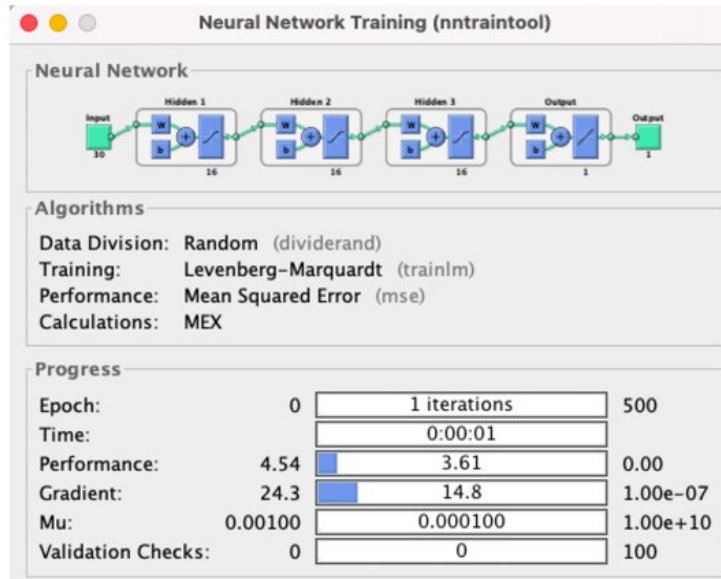 Neural Network Training (nntraintool)
Neural Network
Hidden 1 Hidden 2 Hidden 3 Output
Input Output
W W W W
b b b b
30 16 16 16 1 1
Algorithms
Data Division: Random (dividerand)
Training: Levenberg-Marquardt (trainlm)
Performance: Mean Squared Error (mse)
Calculations: MEX
Progress
Epoch: 0 1 iterations 500
Time: 0:00:01
Performance: 4.54 3.61 0.00
Gradient: 24.3 14.8 1.00e-07
Mu: 0.00100 0.000100 1.00e+10
Validation Checks: 0 0 100